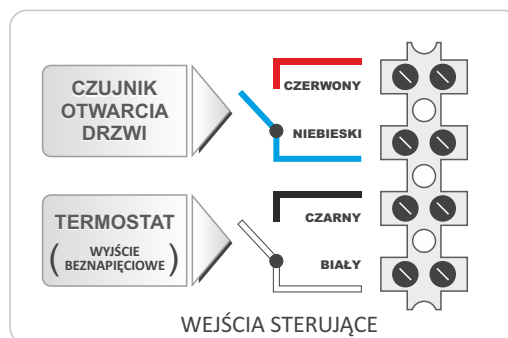 CZUJNIK
OTWARCIA
DRZWI
CZERWONY
NIEBIESKI
TERMOSTAT
( WYJŚCIE
BEZNAPIĘCIOWE )
CZARNY
BIAŁY
WEJŚCIA STERUJĄCE